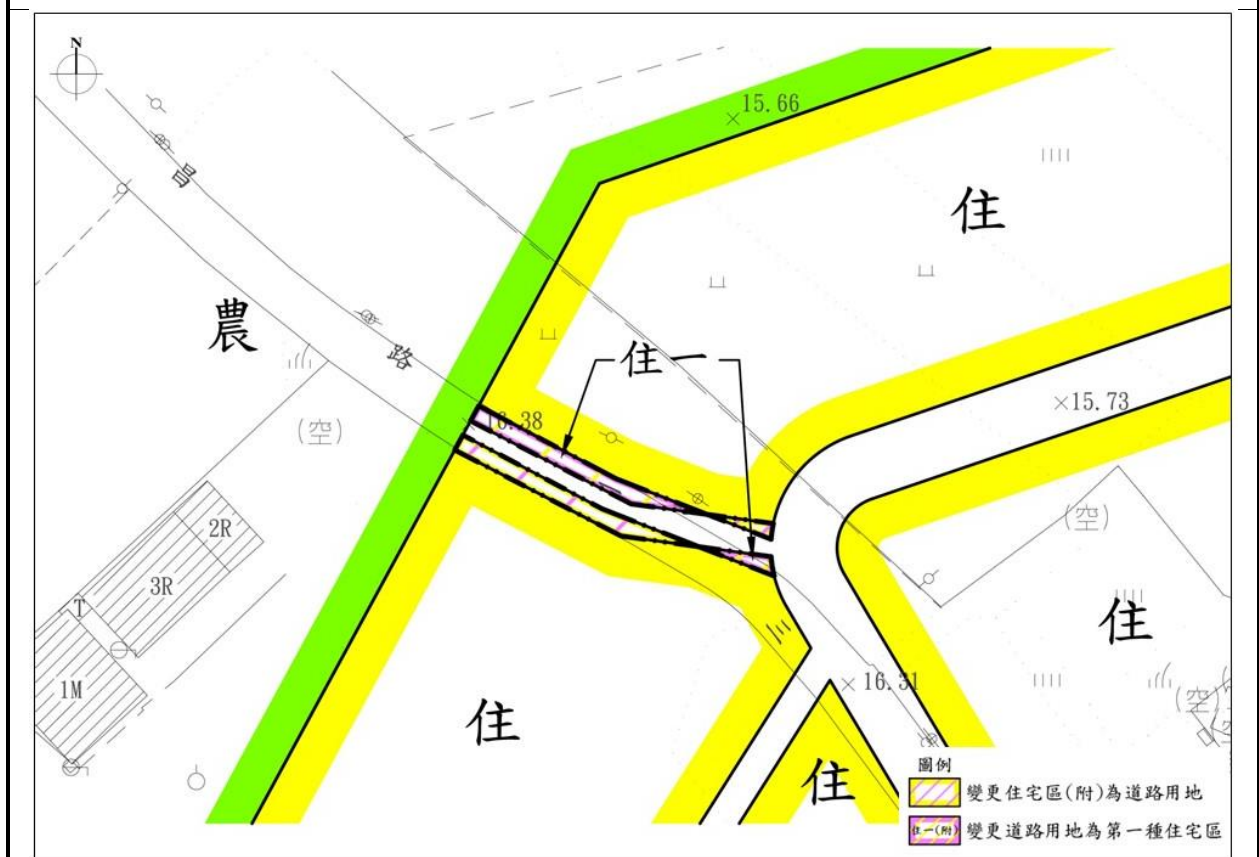 N
15.66
昌
住
農
路
住一
16.38
×15.73
(空)
(空)
2R
3R
T
1M
住
三
×16.31
住
(空)
住
圖例
變更住宅區(附)為道路用地
住一(附) 變更道路用地為第一種住宅區